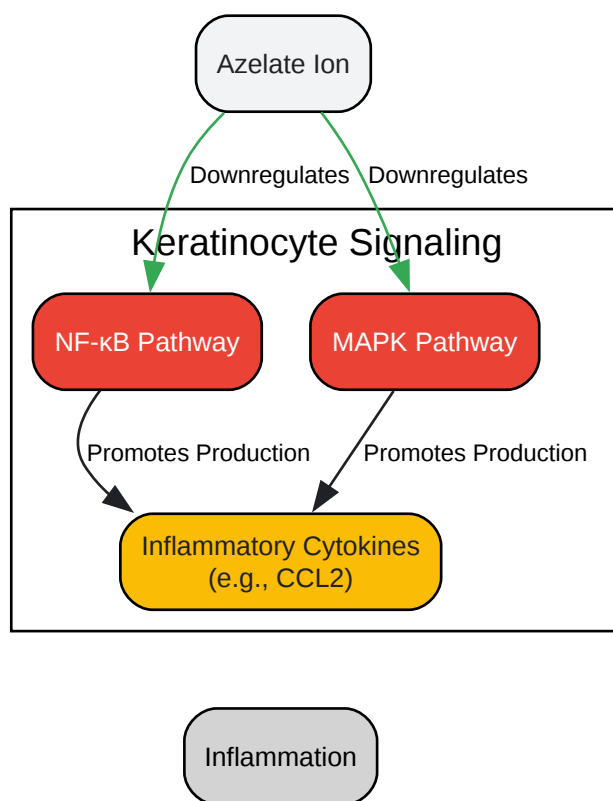 Azelate Ion
Downregulates
Downregulates
Keratinocyte Signaling
NF-κB Pathway
MAPK Pathway
Promotes Production
Promotes Production
Inflammatory Cytokines
(e.g., CCL2)
Inflammation